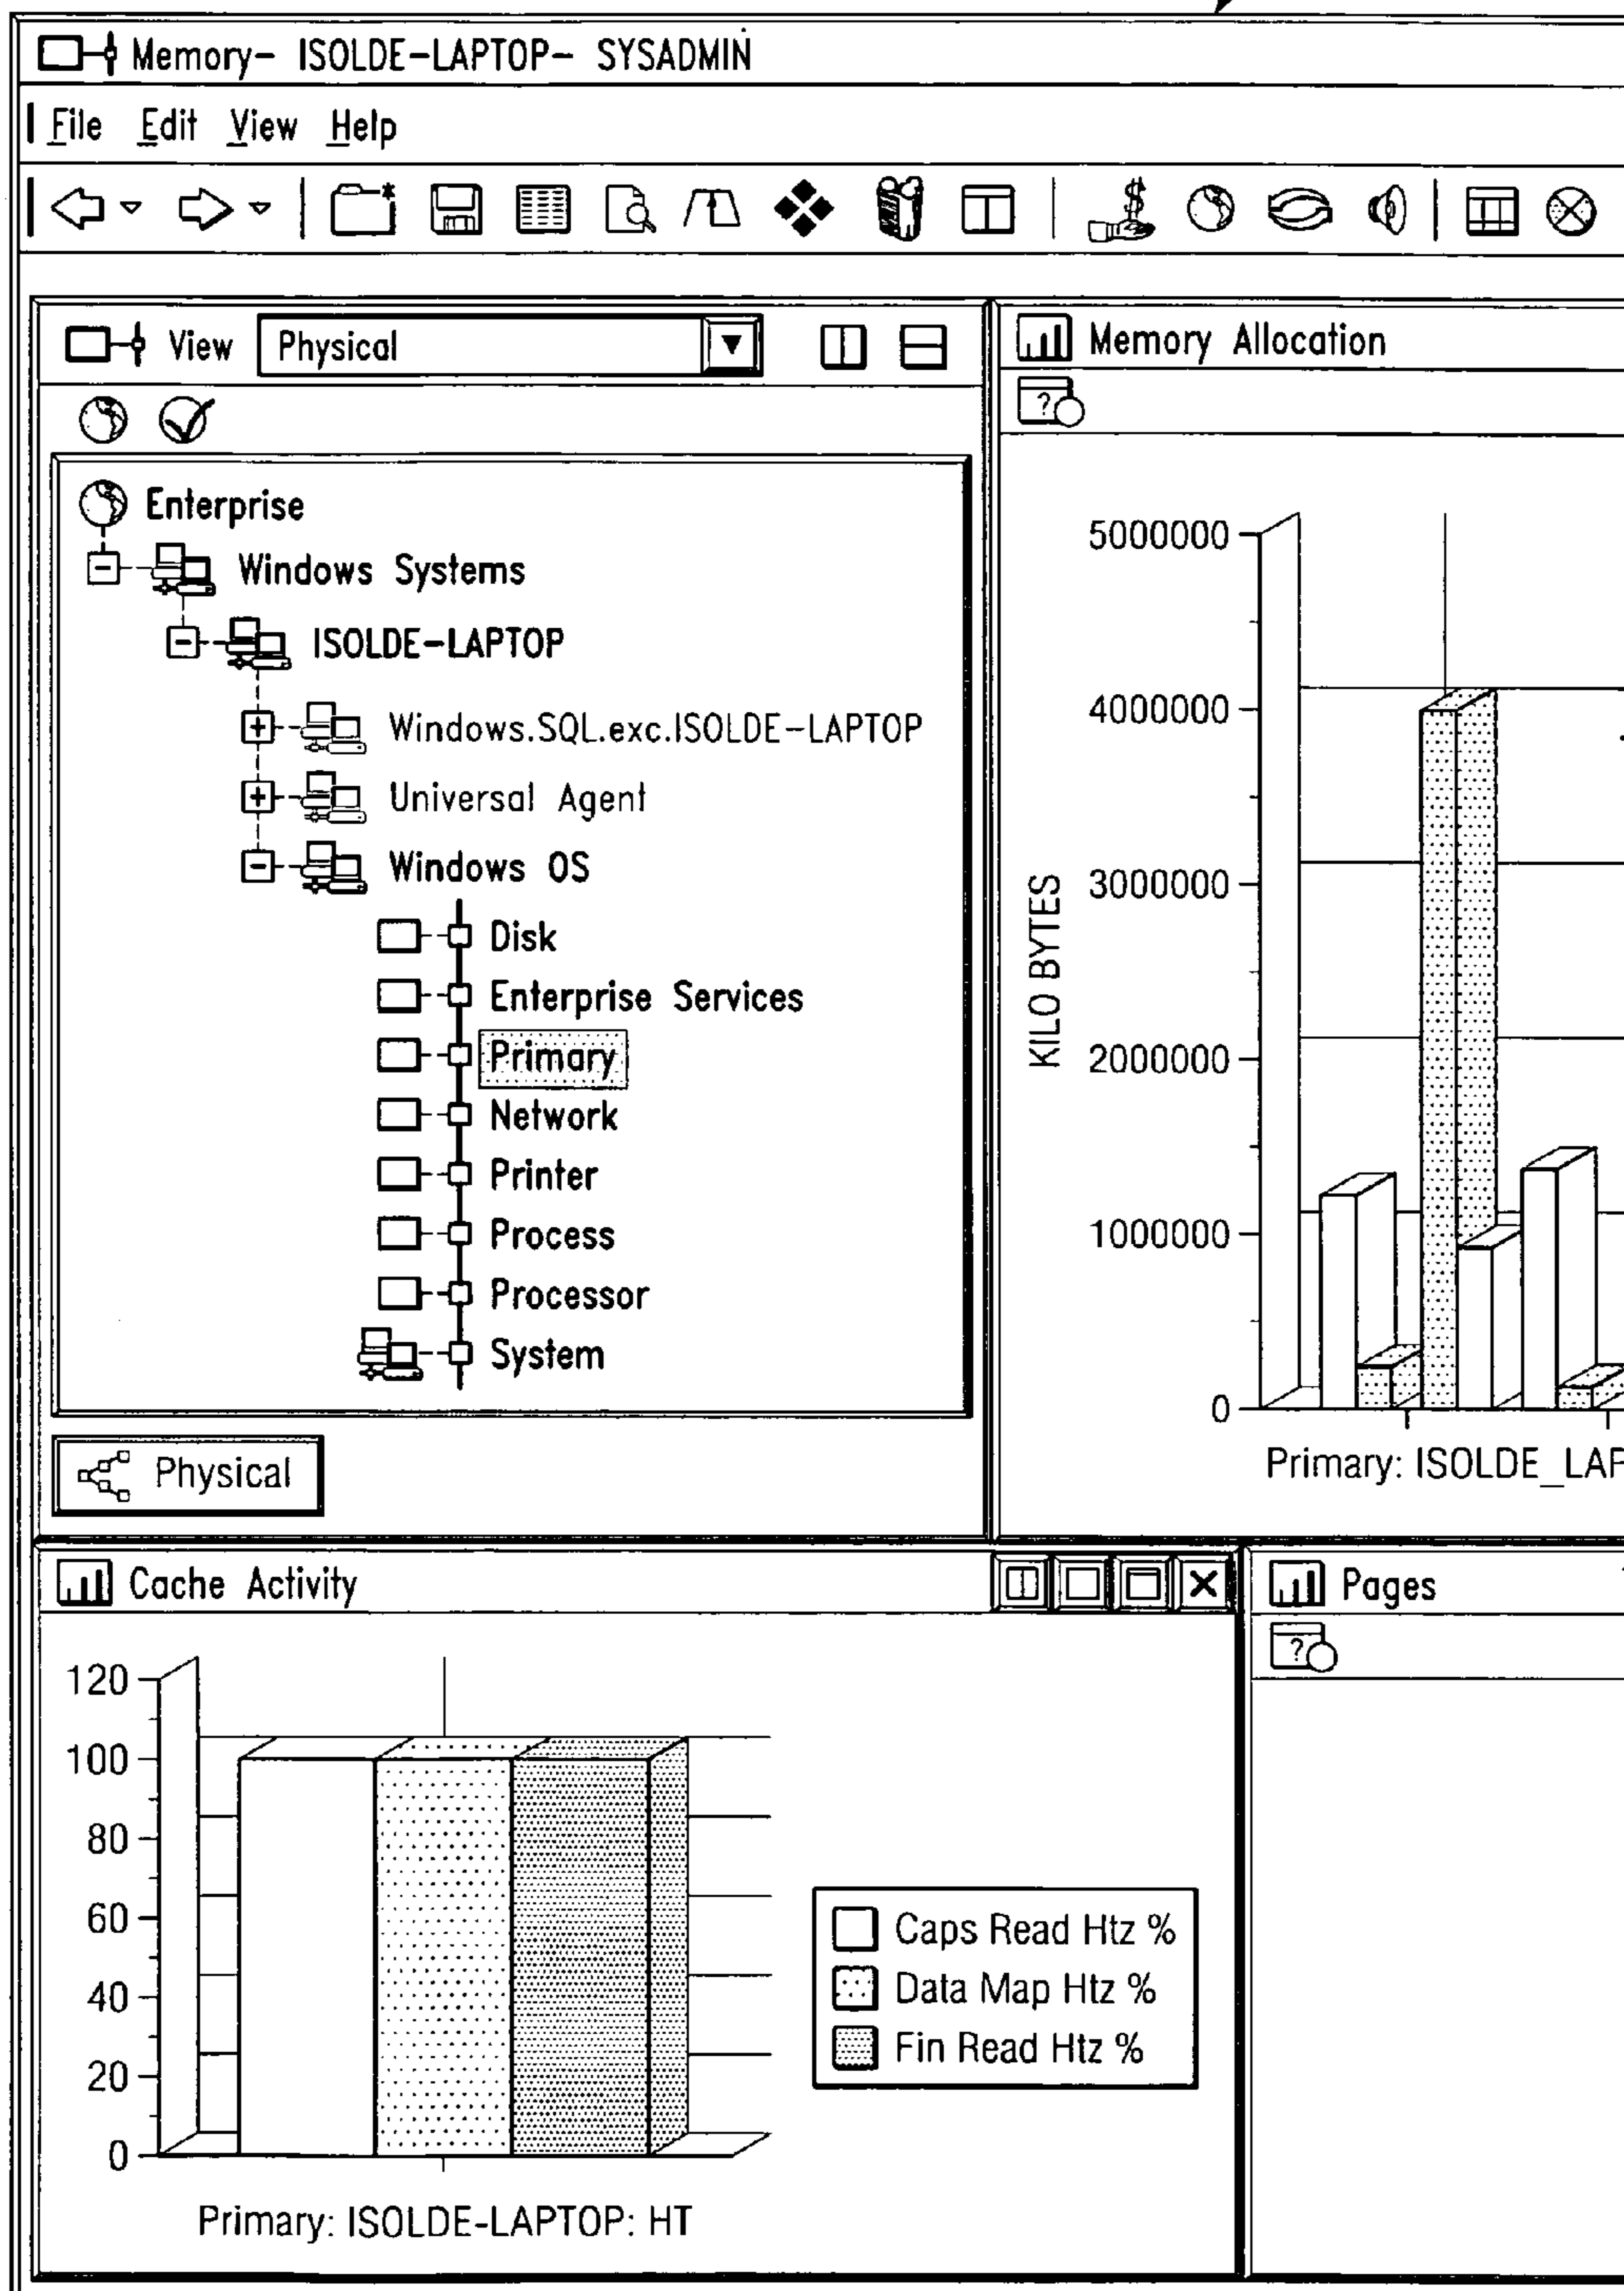 Memory- ISOLDE-LAPTOP- SYSADMIN
File Edit View Help
View Physical
Enterprise
Windows Systems
ISOLDE-LAPTOP
Windows.SQL.exc.ISOLDE-LAPTOP
Universal Agent
Windows OS
Disk
Enterprise Services
Primary
Network
Printer
Process
Processor
System
Physical
Memory Allocation
?
5000000
4000000
3000000
2000000
1000000
0
KILO BYTES
Primary: ISOLDE_LAP
Cache Activity
120
100
80
60
40
20
0
Caps Read Htz %
Data Map Htz %
Fin Read Htz %
Primary: ISOLDE-LAPTOP: HT
Pages
?